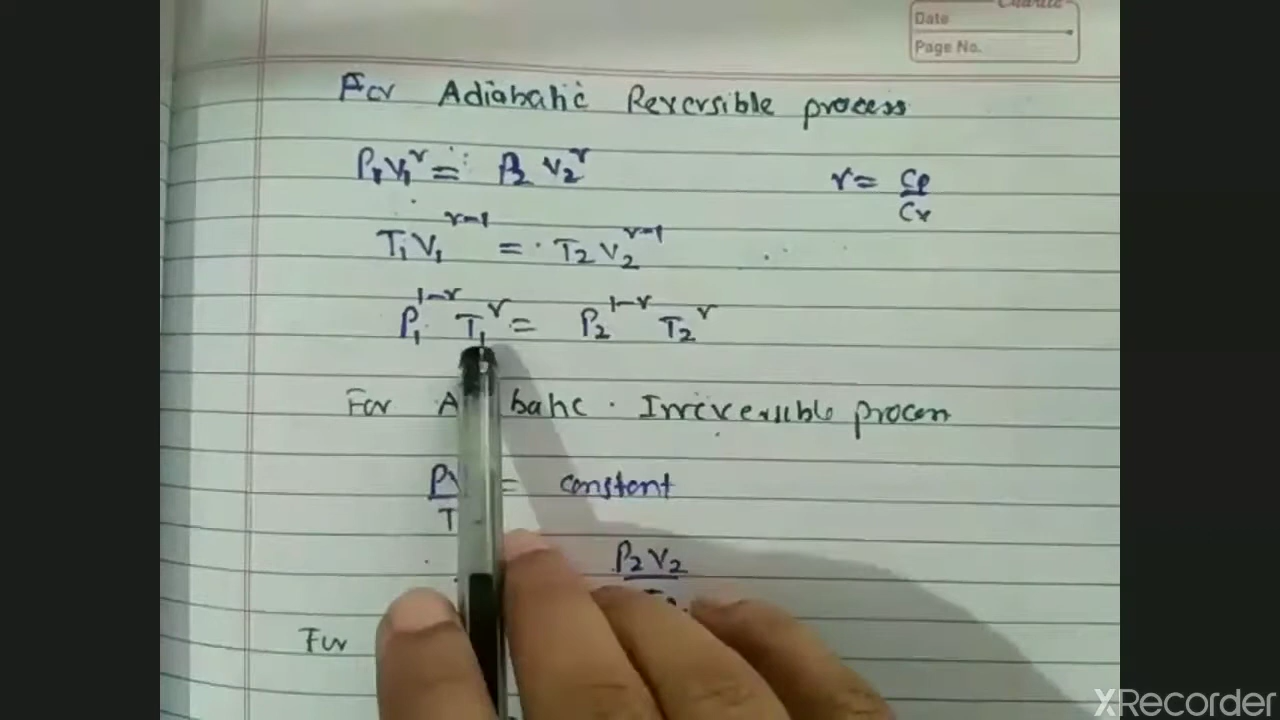 Date
Page No.
For Adiabatic Reversible process
P₁V₁^γ = P₂V₂^γ γ = Cp/Cv
T₁V₁^γ-1 = T₂V₂^γ-1
P₁^1-γ T₁^γ = P₂^1-γ T₂^γ
For A batic Irreversible process
PV/T = constant
P₂V₂
For
XRecorder